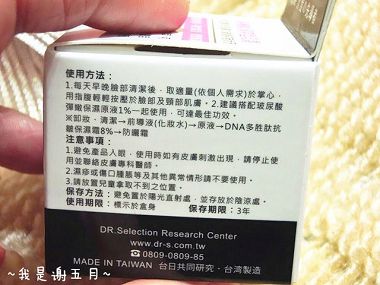 使用方法：
1.每天早晚臉部清潔後，取適量(依個人需求)於掌心，
用指腹輕輕按壓於臉部及頸部肌膚。2.建議搭配玻尿酸
彈嫩保濕原液1%一起使用，可達最佳功效。
※卸妝、清潔→前導液(化妝水)→原液→DNA多胜肽抗
皺保濕霜8%→防曬霜
注意事項：
1.避免產品入眼，使用時如有皮膚刺激出現，請停止使
用並聯絡皮膚專科醫師。
2.濕疹或傷口腫脹等及其他異常情形請不要使用。
3.請放置兒童拿取不到之位置。
保存方法：避免置於陽光直射處，並存放於陰涼處。
使用期限：標示於盒身　　保存期限：3年
DR.Selection Research Center
www.dr-s.com.tw
☎0809-0809-85
MADE IN TAIWAN 台日共同研究・台湾製造
~我是谢五月~